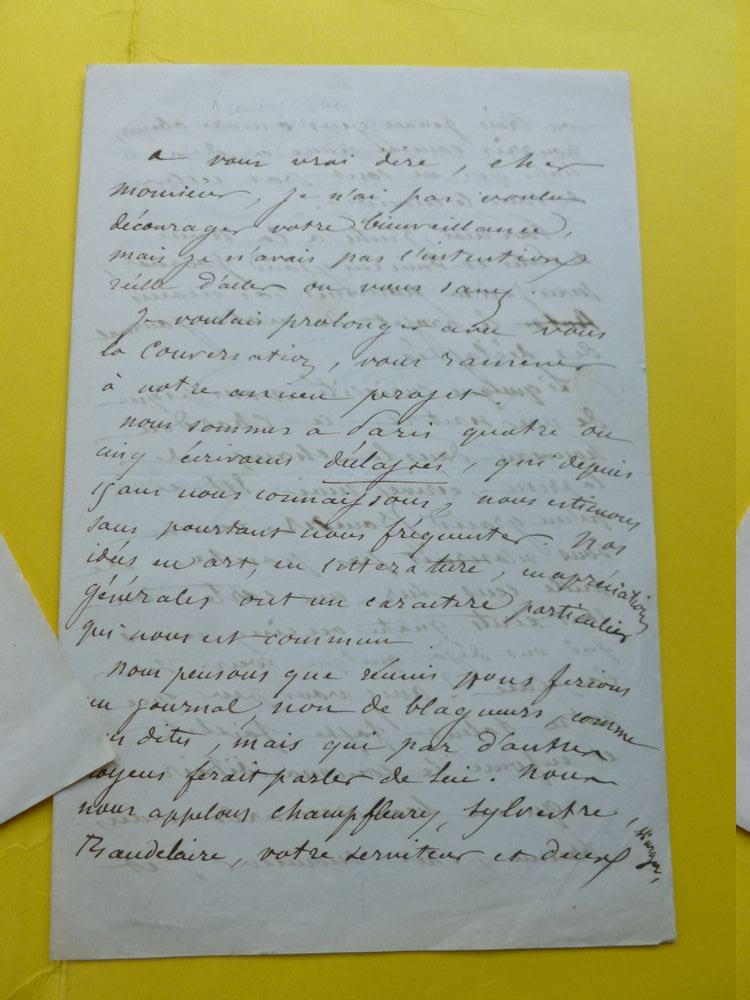 a vous vrai dire, cher
monsieur, je n'ai pas voulu
décourager votre bienveillance,
mais je n'avais pas l'intention
réelle d'aller où vous savez.
Je voulais prolonger avec vous
la conversation, vous ramener
à notre ancien projet.
nous sommes à Paris quatre ou
cinq écrivains déclassés, qui depuis
15 ans nous connaissons, nous estimons
sans pourtant nous fréquenter. Nos
idées en art, en littérature, en appréciations
générales ont un caractère particulier
qui nous est commun
nous pensons que réunis nous ferions
un journal, non de blagueurs, comme
dites, mais qui par d'autres
moyens ferait parler de lui. Nous
nous appelons Champfleury, Sylvestre,
Baudelaire, votre serviteur et deux